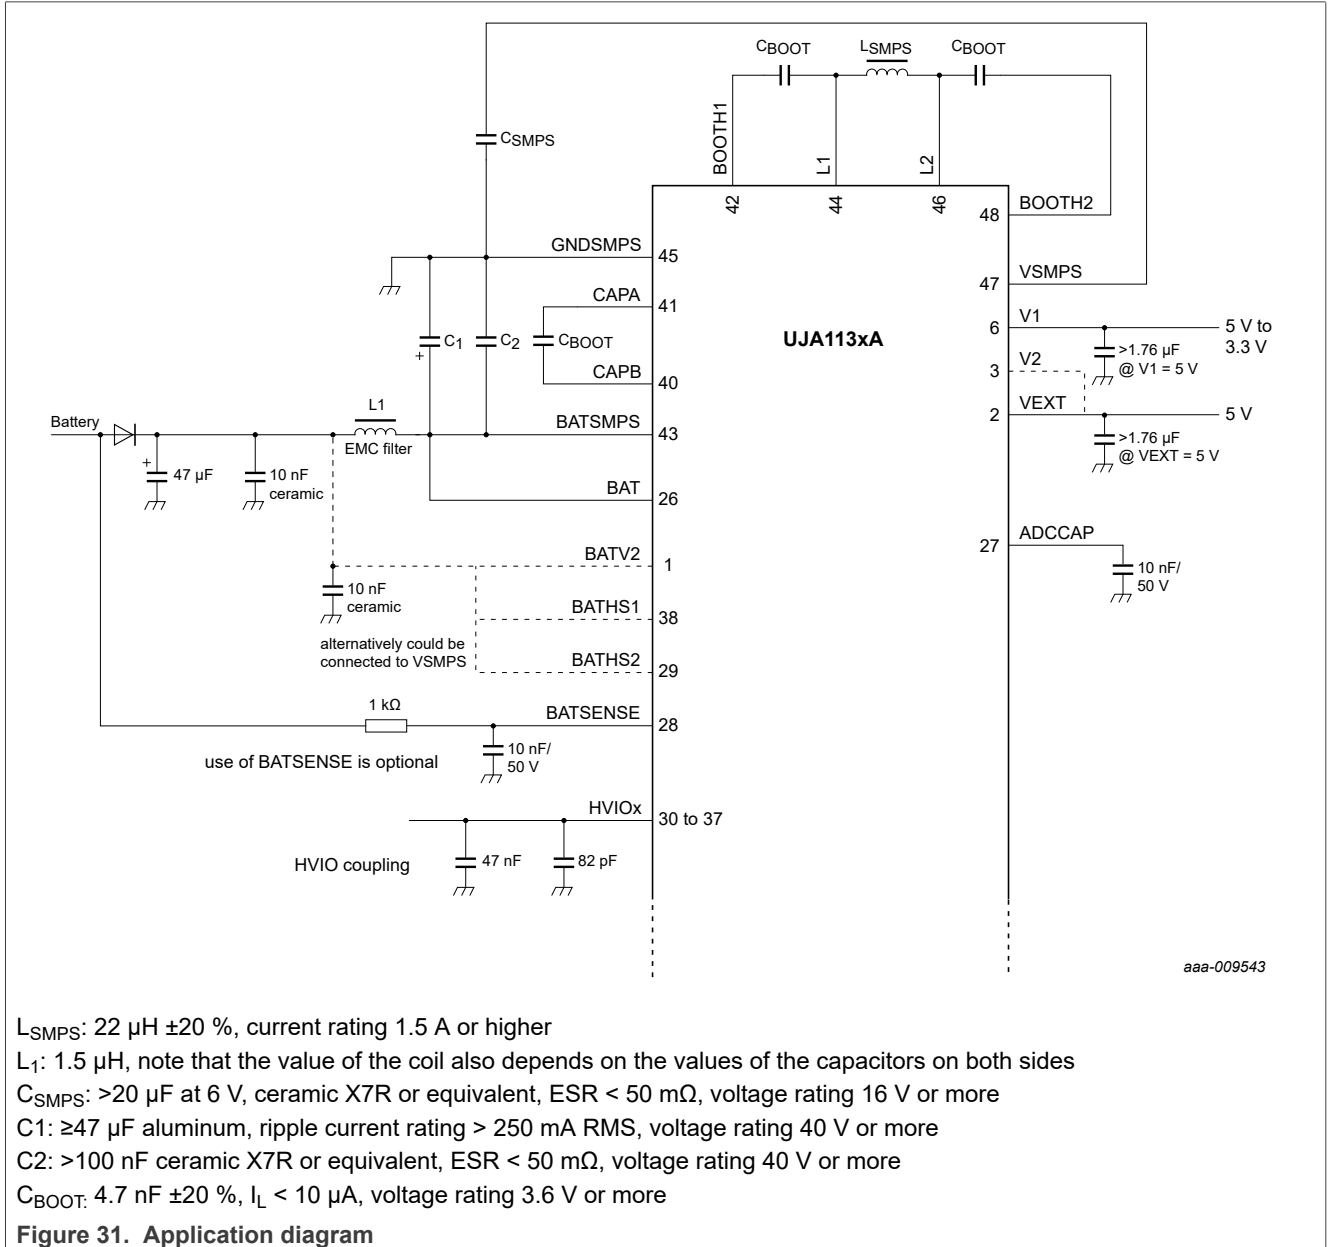 CBOOT
LSMPS
CBOOT
CSMPS
BOOTH1
L1
L2
42
44
46
48
BOOTH2
GNDSMPS
45
47
VSMPS
CAPA
41
6
V1
5 V to
3.3 V
C1
+
C2
CBOOT
UJA113xA
>1.76 µF
@ V1 = 5 V
3
V2
CAPB
40
2
VEXT
5 V
Battery
L1
EMC filter
BATSMPS
43
>1.76 µF
@ VEXT = 5 V
+
47 µF
10 nF
ceramic
BAT
26
27
ADCCAP
BATV2
1
10 nF/
50 V
10 nF
ceramic
BATHS1
38
alternatively could be
connected to VSMPS
BATHS2
29
1 kΩ
BATSENSE
28
use of BATSENSE is optional
10 nF/
50 V
HVIOx
30 to 37
HVIO coupling
47 nF
82 pF
aaa-009543
LSMPS: 22 µH ±20 %, current rating 1.5 A or higher
L1: 1.5 µH, note that the value of the coil also depends on the values of the capacitors on both sides
CSMPS: >20 µF at 6 V, ceramic X7R or equivalent, ESR < 50 mΩ, voltage rating 16 V or more
C1: ≥47 µF aluminum, ripple current rating > 250 mA RMS, voltage rating 40 V or more
C2: >100 nF ceramic X7R or equivalent, ESR < 50 mΩ, voltage rating 40 V or more
CBOOT: 4.7 nF ±20 %, IL < 10 µA, voltage rating 3.6 V or more
Figure 31. Application diagram